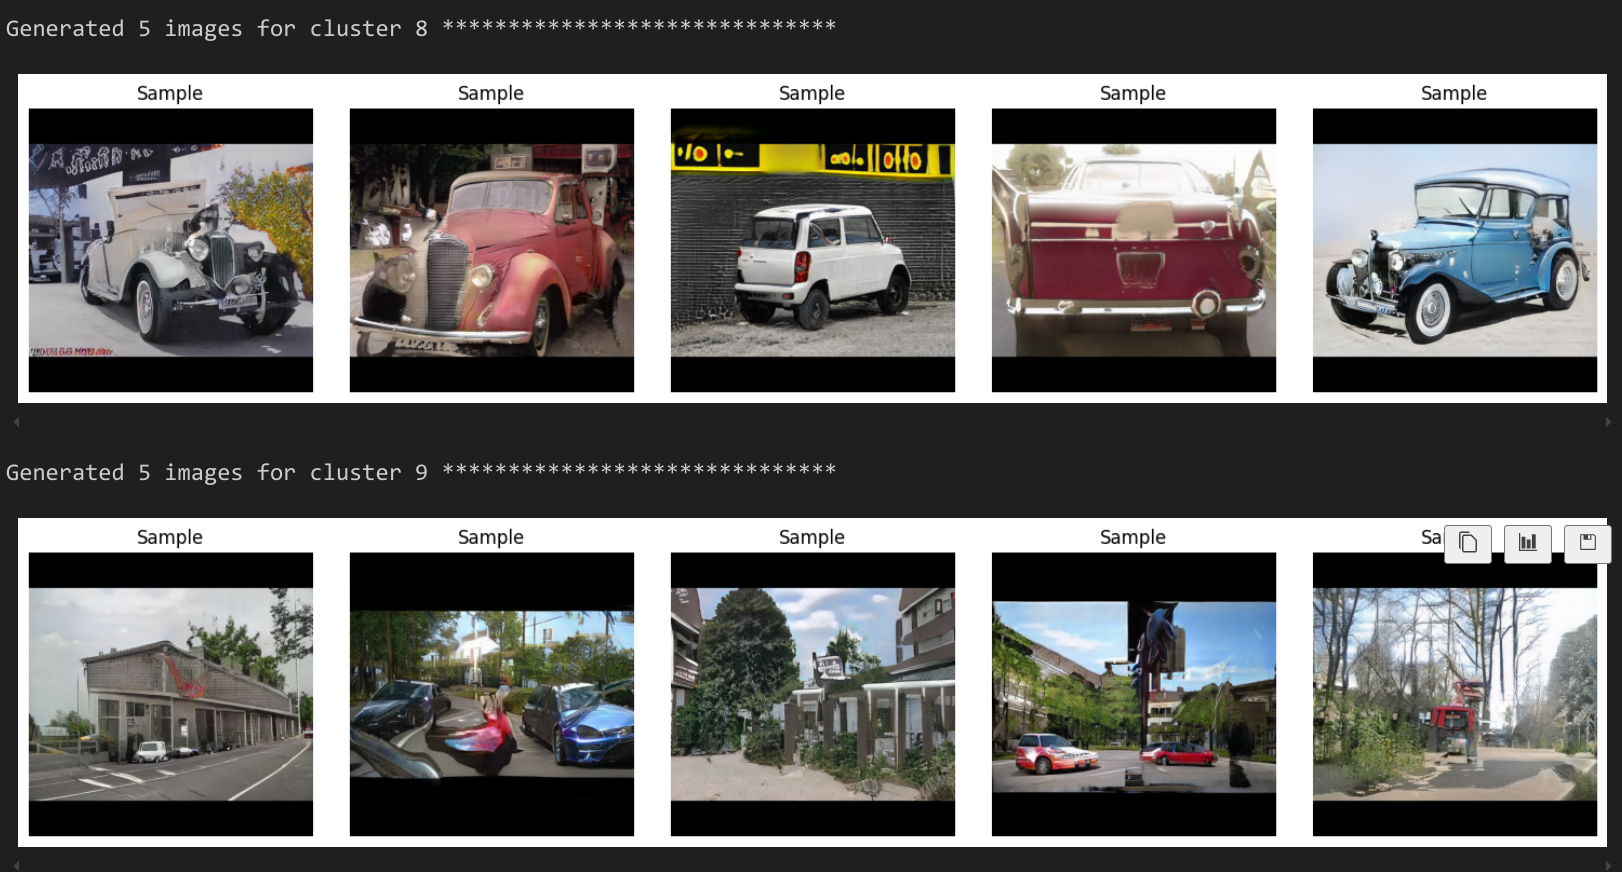 Generated 5 images for cluster 8 ******************************
Sample Sample Sample Sample Sample
Generated 5 images for cluster 9 ******************************
Sample Sample Sample Sample Sa